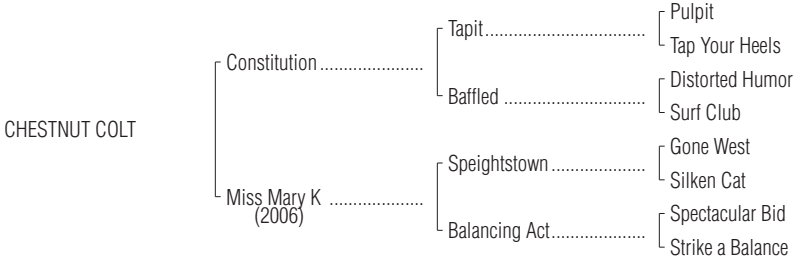 Pulpit
Tapit.................................
Tap Your Heels
Constitution ......................
Distorted Humor
Baffled ..............................
Surf Club
CHESTNUT COLT
Gone West
Speightstown ....................
Silken Cat
Miss Mary K ....................
(2006)
Spectacular Bid
Balancing Act....................
Strike a Balance